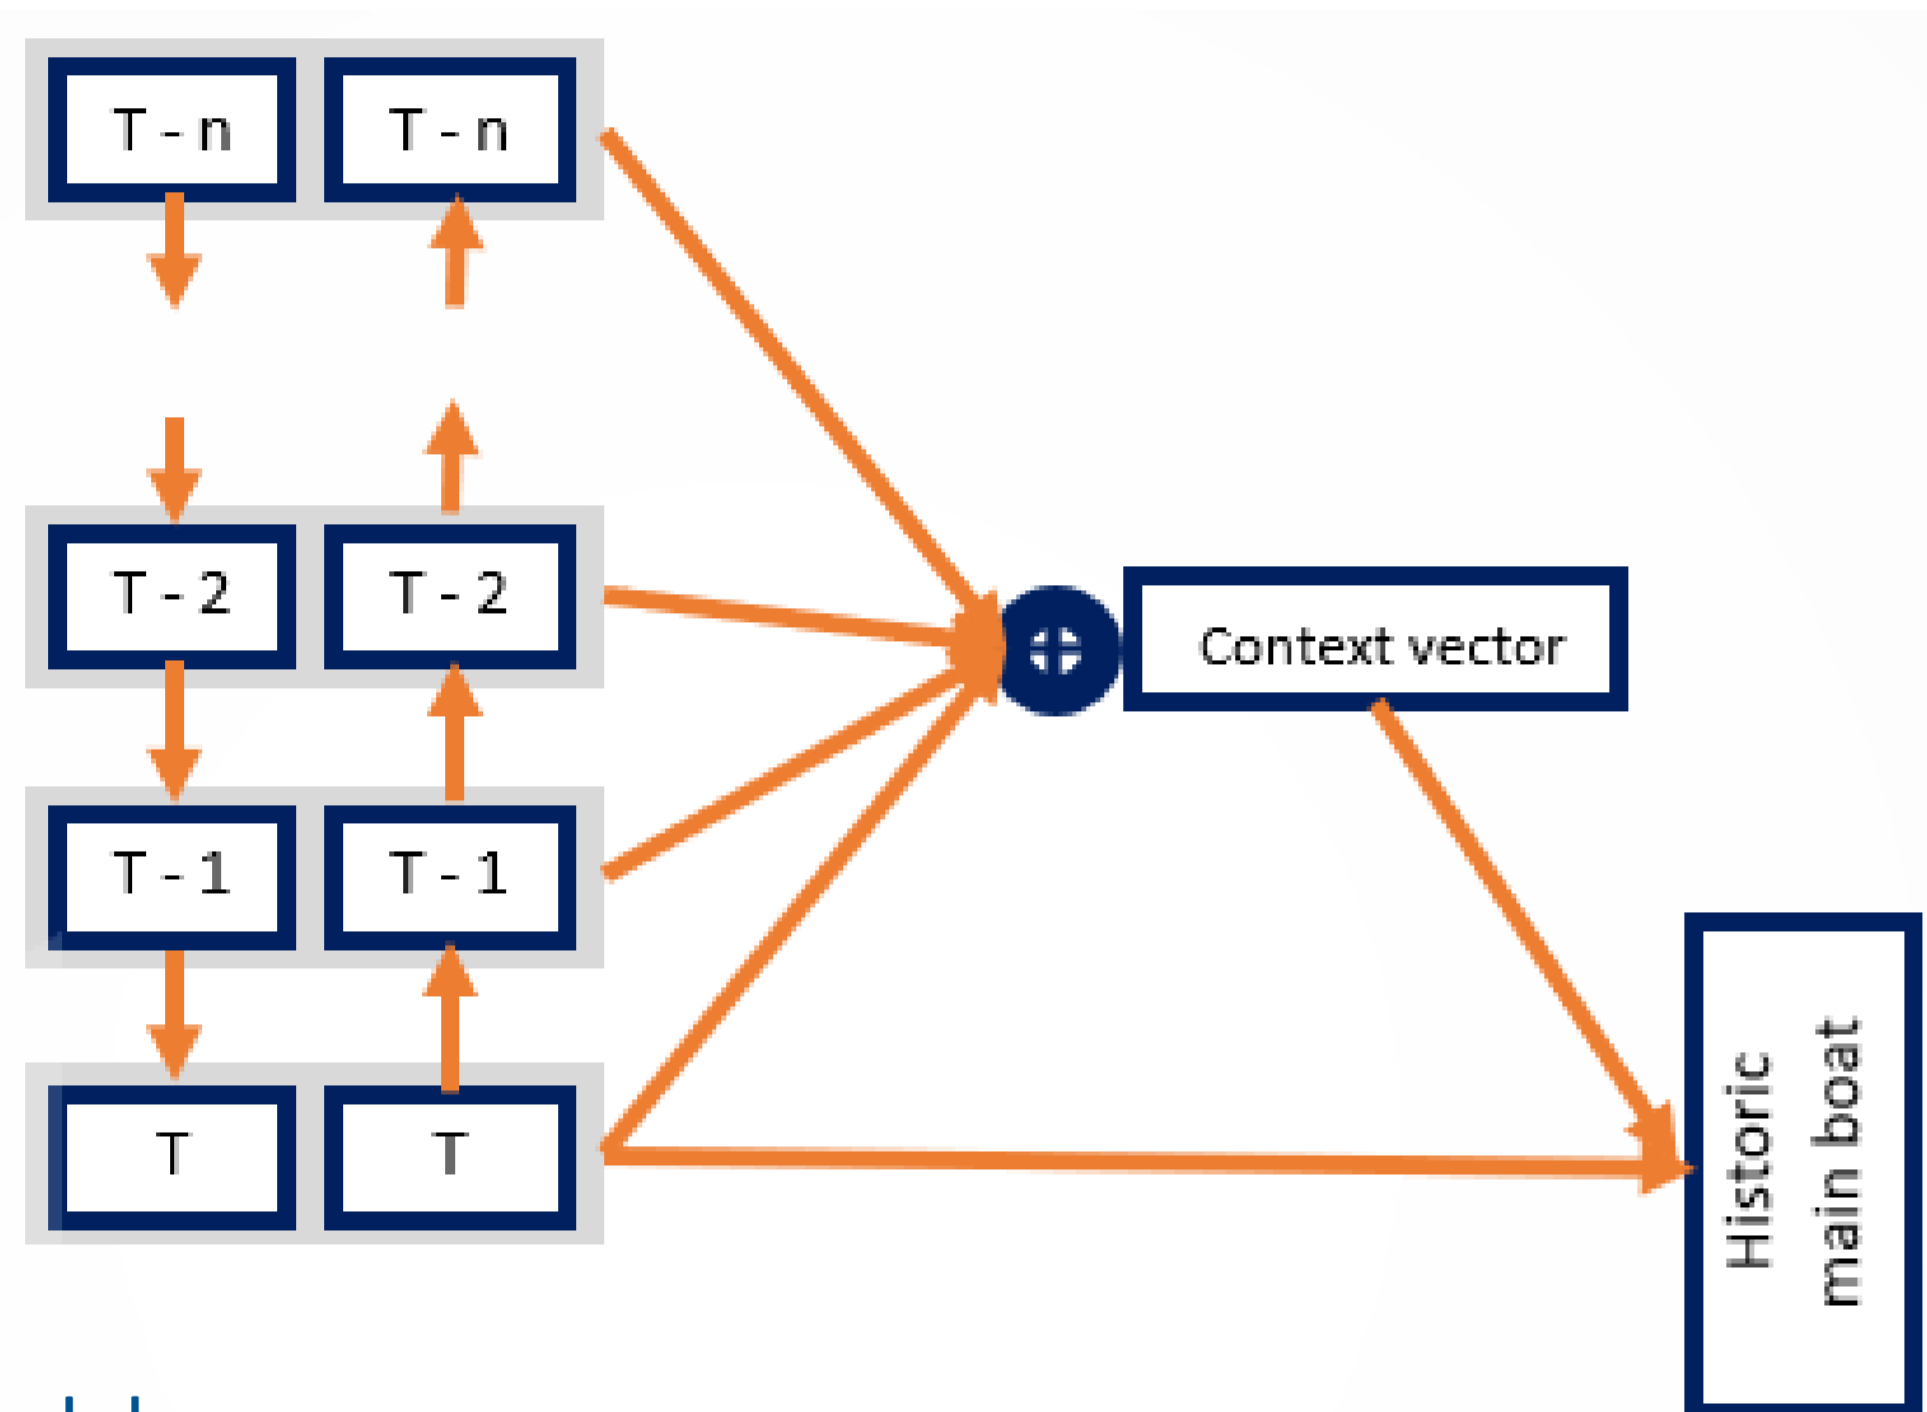 T - n
T - n
T - 2
T - 2
Context vector
T - 1
T - 1
T
T
Historic
main boat